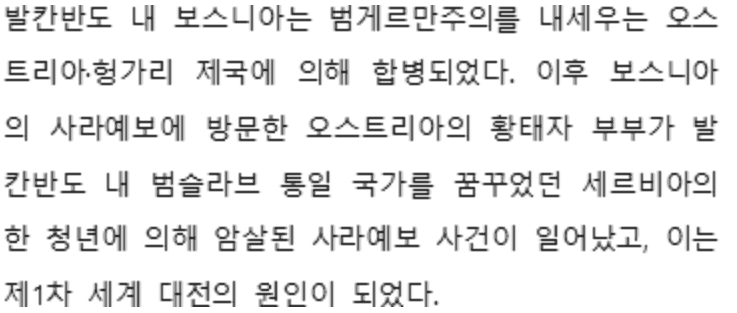 발칸반도 내 보스니아는 범게르만주의를 내세우는 오스
트리아·헝가리 제국에 의해 합병되었다. 이후 보스니아
의 사라예보에 방문한 오스트리아의 황태자 부부가 발
칸반도 내 범슬라브 통일 국가를 꿈꾸었던 세르비아의
한 청년에 의해 암살된 사라예보 사건이 일어났고, 이는
제1차 세계 대전의 원인이 되었다.